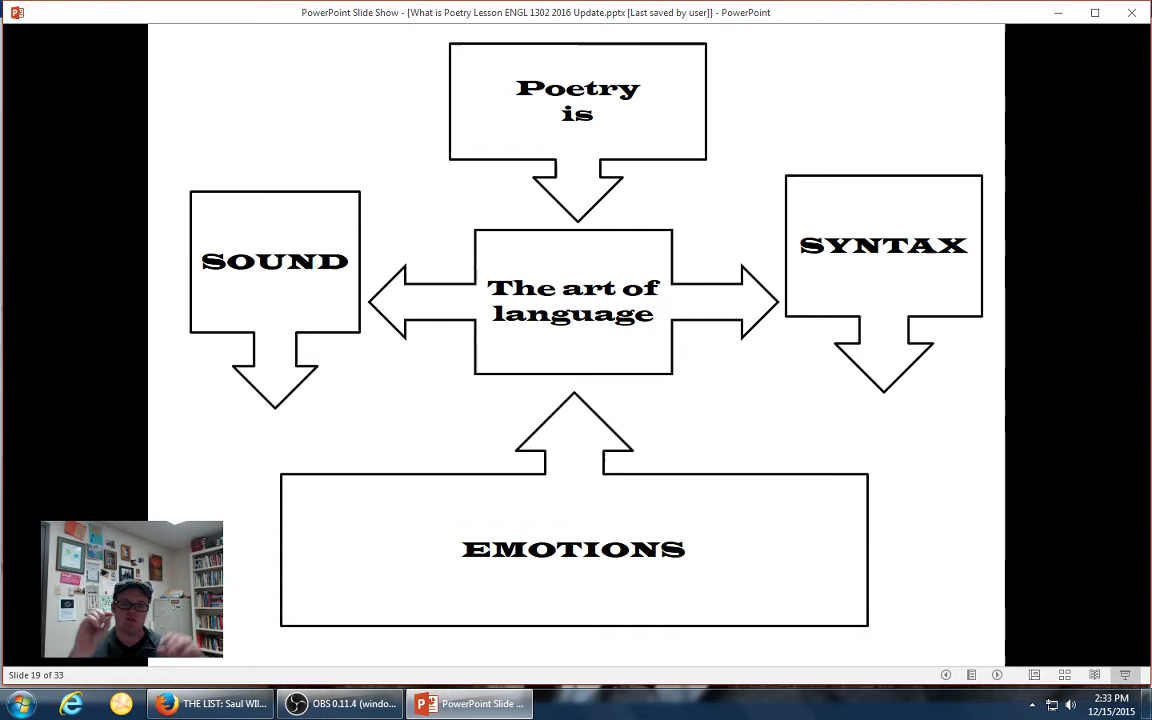 PowerPoint Slide Show - [What is Poetry Lesson ENGL 1302 2016 Update.pptx [Last saved by user]] - PowerPoint
Poetry
is
SOUND
The art of
language
SYNTAX
EMOTIONS
Slide 19 of 33
THE LIST: Saul Wil...
OBS 0.11.4 (windo...
PowerPoint Slide ...
2:33 PM
12/15/2015